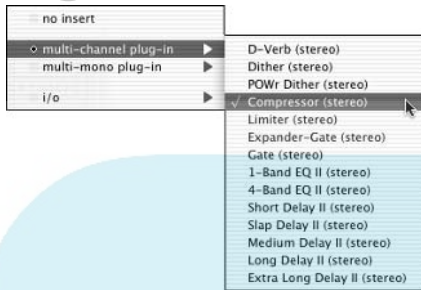 no insert
multi-channel plug-in
multi-mono plug-in
i/o
D-Verb (stereo)
Dither (stereo)
POWr Dither (stereo)
Compressor (stereo)
Limiter (stereo)
Expander-Gate (stereo)
Gate (stereo)
1-Band EQ II (stereo)
4-Band EQ II (stereo)
Short Delay II (stereo)
Slap Delay II (stereo)
Medium Delay II (stereo)
Long Delay II (stereo)
Extra Long Delay II (stereo)